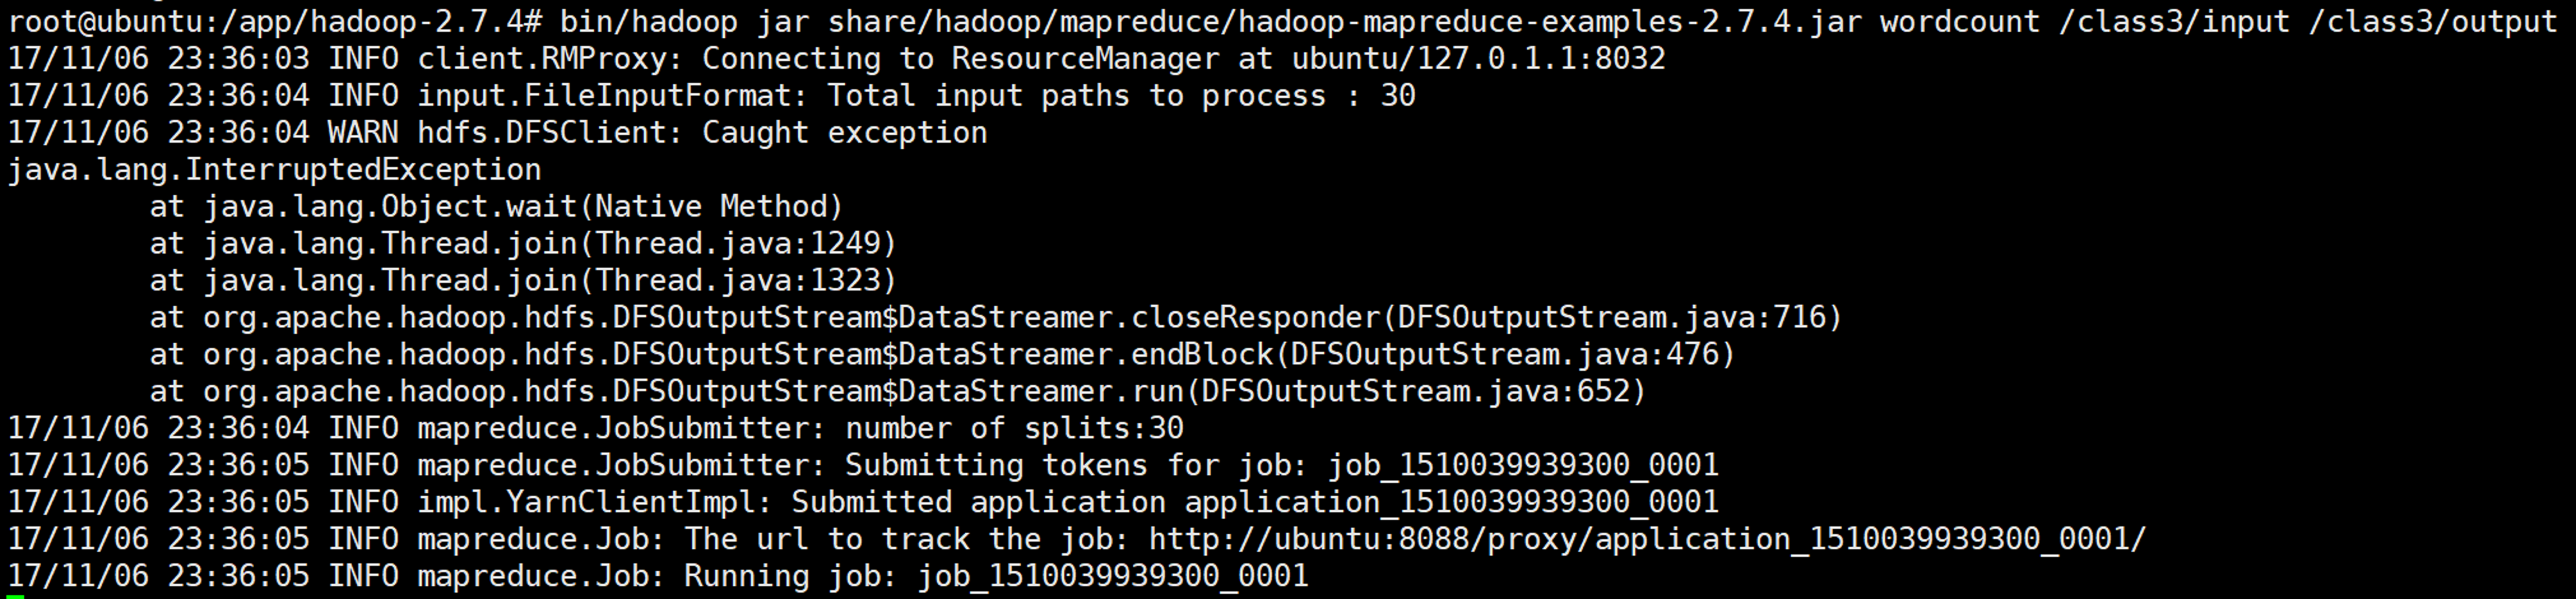 root@ubuntu:/app/hadoop-2.7.4# bin/hadoop jar share/hadoop/mapreduce/hadoop-mapreduce-examples-2.7.4.jar wordcount /class3/input /class3/output
17/11/06 23:36:03 INFO client.RMProxy: Connecting to ResourceManager at ubuntu/127.0.1.1:8032
17/11/06 23:36:04 INFO input.FileInputFormat: Total input paths to process : 30
17/11/06 23:36:04 WARN hdfs.DFSClient: Caught exception
java.lang.InterruptedException
        at java.lang.Object.wait(Native Method)
        at java.lang.Thread.join(Thread.java:1249)
        at java.lang.Thread.join(Thread.java:1323)
        at org.apache.hadoop.hdfs.DFSOutputStream$DataStreamer.closeResponder(DFSOutputStream.java:716)
        at org.apache.hadoop.hdfs.DFSOutputStream$DataStreamer.endBlock(DFSOutputStream.java:476)
        at org.apache.hadoop.hdfs.DFSOutputStream$DataStreamer.run(DFSOutputStream.java:652)
17/11/06 23:36:04 INFO mapreduce.JobSubmitter: number of splits:30
17/11/06 23:36:05 INFO mapreduce.JobSubmitter: Submitting tokens for job: job_1510039939300_0001
17/11/06 23:36:05 INFO impl.YarnClientImpl: Submitted application application_1510039939300_0001
17/11/06 23:36:05 INFO mapreduce.Job: The url to track the job: http://ubuntu:8088/proxy/application_1510039939300_0001/
17/11/06 23:36:05 INFO mapreduce.Job: Running job: job_1510039939300_0001